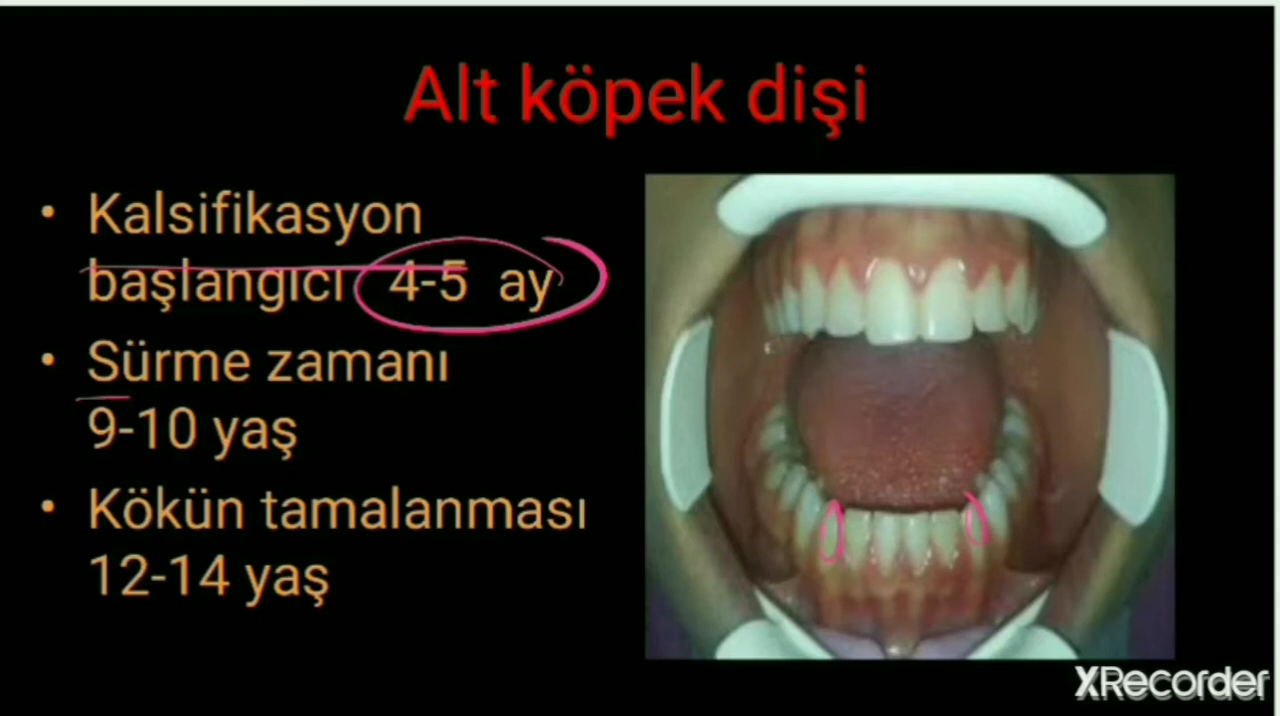 Alt köpek dişi
• Kalsifikasyon
başlangıcı 4-5 ay
• Sürme zamanı
9-10 yaş
• Kökün tamalanması
12-14 yaş
XRecorder